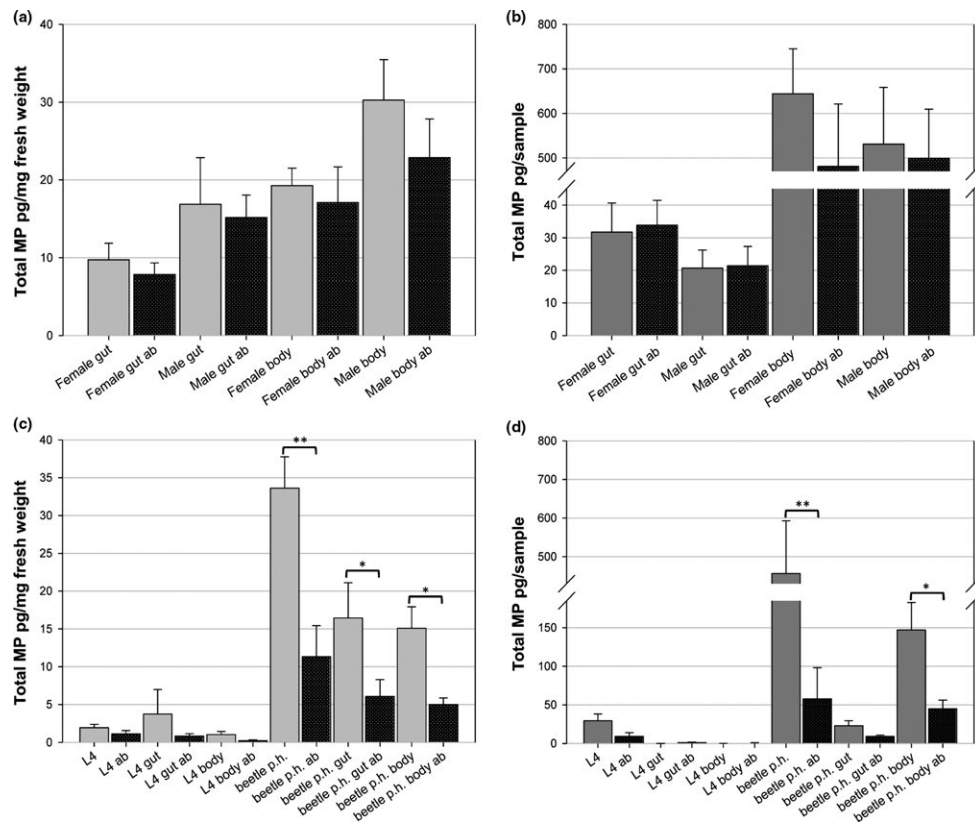 (a)
Total MP pg/mg fresh weight
40
30
20
10
0
Female gut
Female gut ab
Male gut
Male gut ab
Female body
Female body ab
Male body
Male body ab
(b)
Total MP pg/sample
800
700
600
500
40
30
20
10
0
Female gut
Female gut ab
Male gut
Male gut ab
Female body
Female body ab
Male body
Male body ab
(c)
Total MP pg/mg fresh weight
40
35
30
25
20
15
10
5
0
**
*
*
L4
L4 ab
L4 gut
L4 gut ab
L4 body
L4 body ab
beetle p.h.
beetle p.h. ab
beetle p.h. gut
beetle p.h. gut ab
beetle p.h. body
beetle p.h. body ab
(d)
Total MP pg/sample
800
700
600
500
150
100
50
0
**
*
L4
L4 ab
L4 gut
L4 gut ab
L4 body
L4 body ab
beetle p.h.
beetle p.h. ab
beetle p.h. gut
beetle p.h. gut ab
beetle p.h. body
beetle p.h. body ab